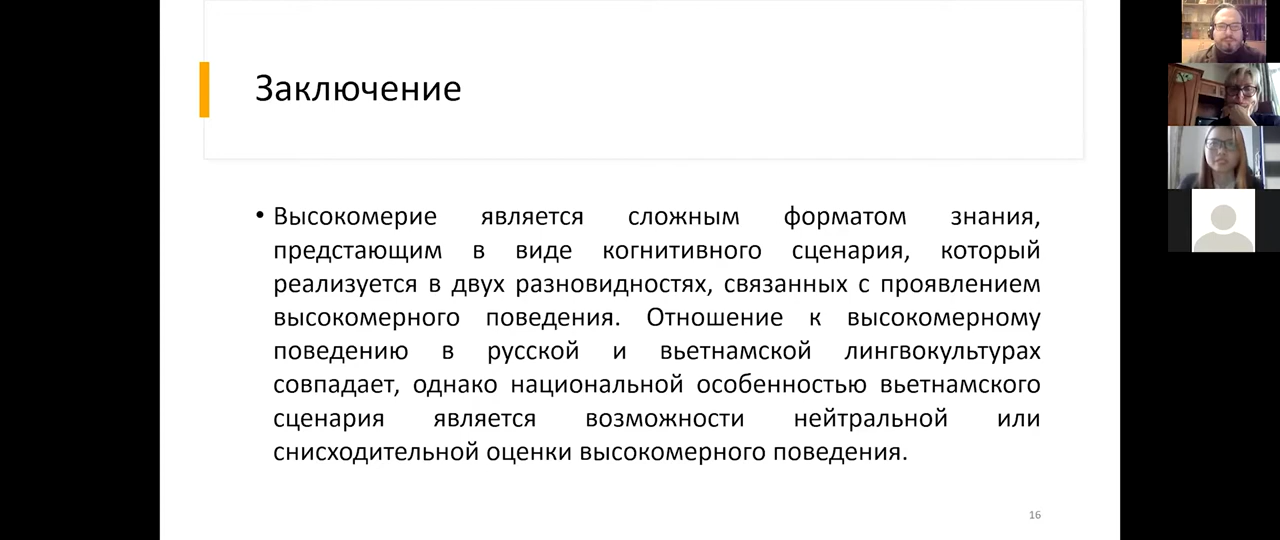 Заключение
• Высокомерие является сложным форматом знания,
предстающим в виде когнитивного сценария, который
реализуется в двух разновидностях, связанных с проявлением
высокомерного поведения. Отношение к высокомерному
поведению в русской и вьетнамской лингвокультурах
совпадает, однако национальной особенностью вьетнамского
сценария является возможности нейтральной или
снисходительной оценки высокомерного поведения.
16